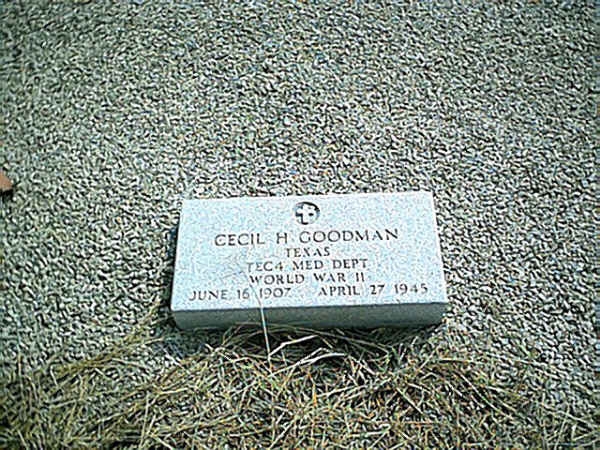 CECIL H GOODMAN
TEXAS
TEC4 MED DEPT
WORLD WAR II
JUNE 16 1907 APRIL 27 1945